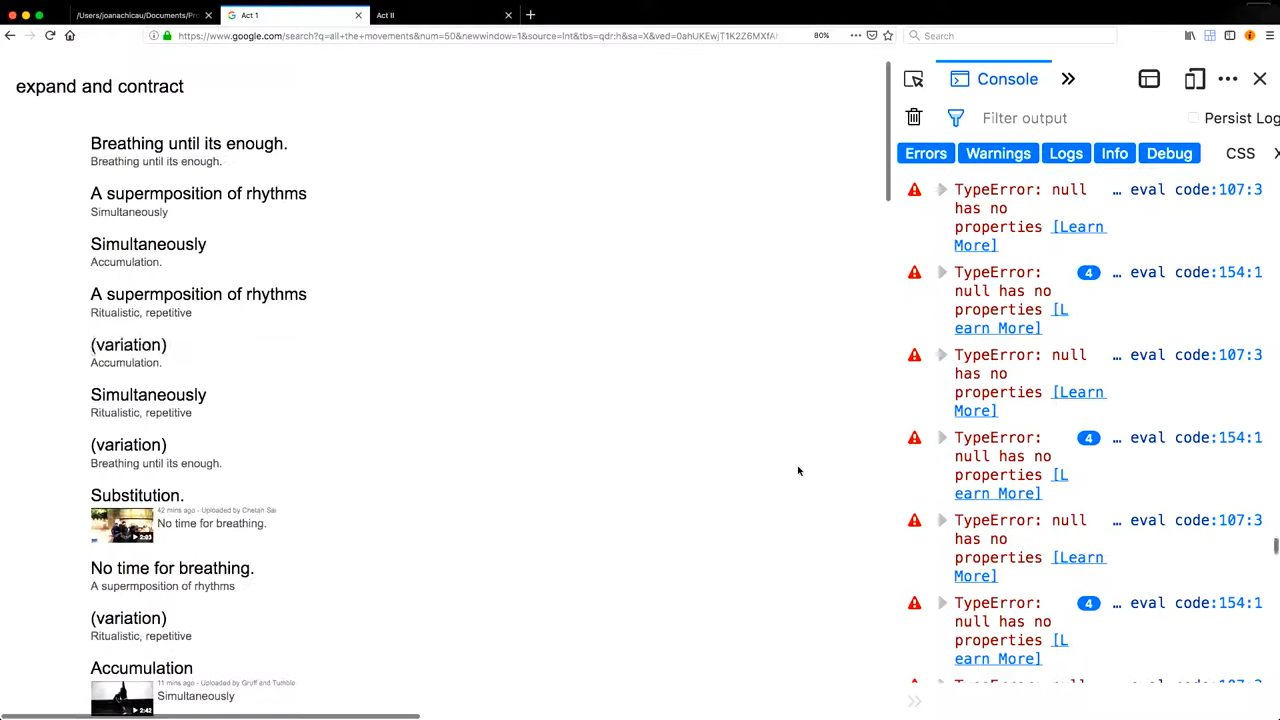 /Users/joanachicau/Documents/Pro
Act 1
Act II
https://www.google.com/search?q=all+the+movements&num=50&newwindow=1&source=lnt&tbs=qdr:h&sa=X&ved=0ahUKEwjT1K2Z6MXfAh
80%
Search
expand and contract
Breathing until its enough.
Breathing until its enough.
A supermposition of rhythms
Simultaneously
Simultaneously
Accumulation.
A supermposition of rhythms
Ritualistic, repetitive
(variation)
Accumulation.
Simultaneously
Ritualistic, repetitive
(variation)
Breathing until its enough.
Substitution.
42 mins ago - Uploaded by Chetan Sai
No time for breathing.
2:03
No time for breathing.
A supermposition of rhythms
(variation)
Ritualistic, repetitive
Accumulation
11 mins ago - Uploaded by Gruff and Tumble
Simultaneously
2:42
Console
Filter output
Persist Log
Errors Warnings Logs Info Debug CSS X
TypeError: null … eval code:107:3
has no
properties [Learn
More]
TypeError: 4 … eval code:154:1
null has no
properties [L
earn More]
TypeError: null … eval code:107:3
has no
properties [Learn
More]
TypeError: 4 … eval code:154:1
null has no
properties [L
earn More]
TypeError: null … eval code:107:3
has no
properties [Learn
More]
TypeError: 4 … eval code:154:1
null has no
properties [L
earn More]